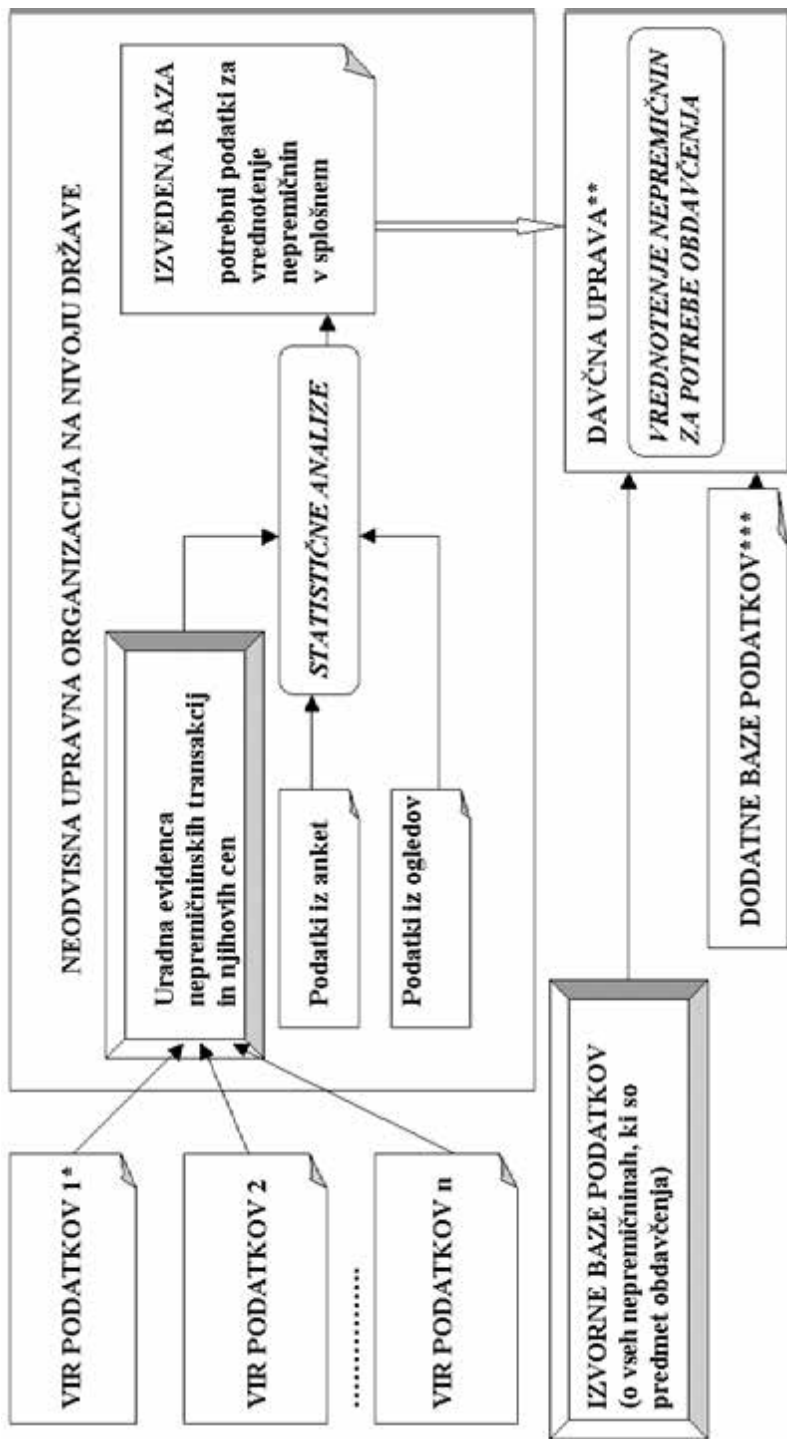 NEODVISNA UPRAVNA ORGANIZACIJA NA NIVOJU DRŽAVE
VIR PODATKOV 1*
VIR PODATKOV 2
..............
VIR PODATKOV n
Uradna evidenca
nepremičninskih transakcij
in njihovih cen
Podatki iz anket
Podatki iz ogledov
STATISTIČNE ANALIZE
IZVEDENA BAZA
potrebni podatki za
vrednotenje
nepremičnin
v splošnem
IZVORNE BAZE PODATKOV
(o vseh nepremičninah, ki so
predmet obdavčenja)
DODATNE BAZE PODATKOV***
DAVČNA UPRAVA**
VREDNOTENJE NEPREMIČNIN
ZA POTREBE OBDAVČENJA